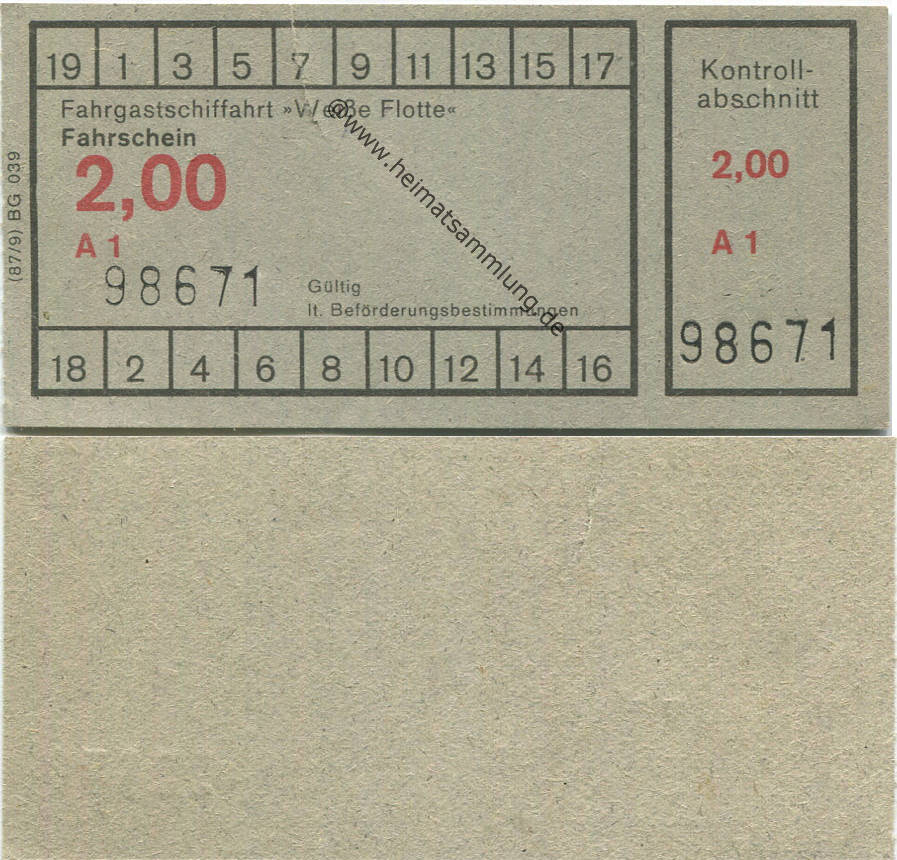 19 1 3 5 7 9 11 13 15 17
Fahrgastschiffahrt »Weiße Flotte«
Fahrschein
2,00
A 1
98671
Gültig
lt. Beförderungsbestimmungen
18 2 4 6 8 10 12 14 16
(87/9) BG 039
Kontroll-
abschnitt
2,00
A 1
98671
@www.heimatsammlung.de